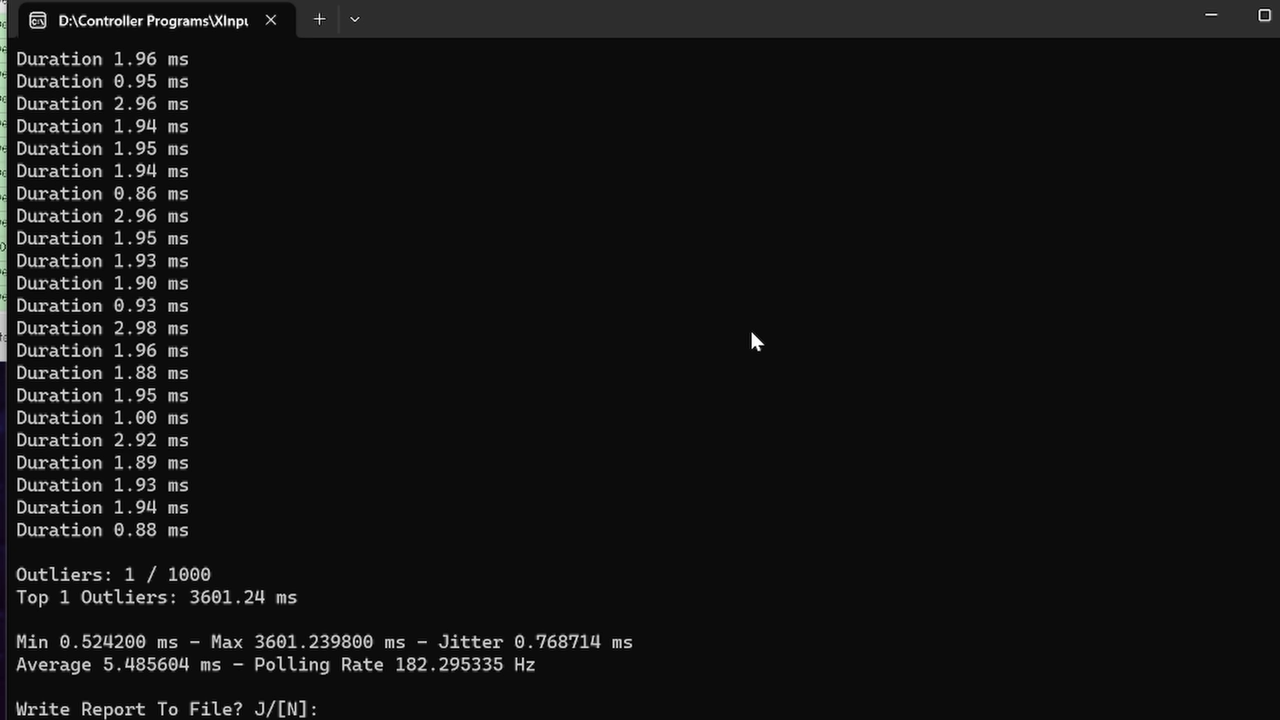 D:\Controller Programs\XInpu
Duration 1.96 ms
Duration 0.95 ms
Duration 2.96 ms
Duration 1.94 ms
Duration 1.95 ms
Duration 1.94 ms
Duration 0.86 ms
Duration 2.96 ms
Duration 1.95 ms
Duration 1.93 ms
Duration 1.90 ms
Duration 0.93 ms
Duration 2.98 ms
Duration 1.96 ms
Duration 1.88 ms
Duration 1.95 ms
Duration 1.00 ms
Duration 2.92 ms
Duration 1.89 ms
Duration 1.93 ms
Duration 1.94 ms
Duration 0.88 ms
Outliers: 1 / 1000
Top 1 Outliers: 3601.24 ms
Min 0.524200 ms - Max 3601.239800 ms - Jitter 0.768714 ms
Average 5.485604 ms - Polling Rate 182.295335 Hz
Write Report To File? J/[N]: